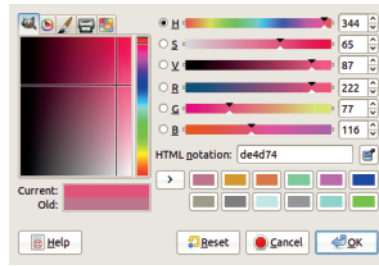 H 344
S 65
V 87
R 222
G 77
B 116
HTML notation: de4d74
Current:
Old:
Help Reset Cancel OK